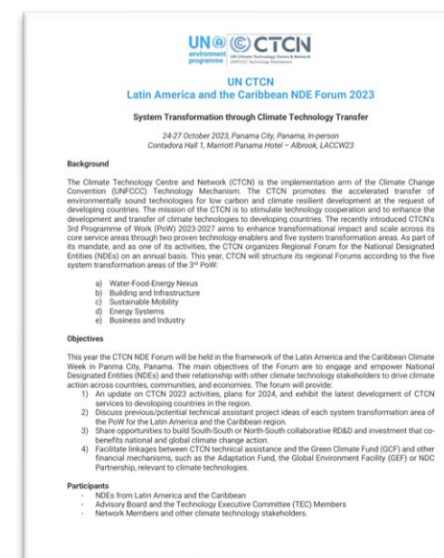 UN
environment
programme
CTCN
UN Climate Technology Centre & Network
UNFCCC Technology Mechanism
UN CTCN
Latin America and the Caribbean NDE Forum 2023
System Transformation through Climate Technology Transfer
24-27 October 2023, Panama City, Panama, In-person
Contadora Hall 1, Marriott Panama Hotel – Albrook, LACCW23
Background
The Climate Technology Centre and Network (CTCN) is the implementation arm of the Climate Change
Convention (UNFCCC) Technology Mechanism. The CTCN promotes the accelerated transfer of
environmentally sound technologies for low carbon and climate resilient development at the request of
developing countries. The mission of the CTCN is to stimulate technology cooperation and to enhance the
development and transfer of climate technologies to developing countries. The recently introduced CTCN's
3rd Programme of Work (PoW) 2023-2027 aims to enhance transformational impact and scale across its
core service areas through two proven technology enablers and five system transformation areas. As part of
its mandate, and as one of its activities, the CTCN organizes Regional Forum for the National Designated
Entities (NDEs) on an annual basis. This year, CTCN will structure its regional Forums according to the five
system transformation areas of the 3rd PoW:
a) Water-Food-Energy Nexus
b) Building and Infrastructure
c) Sustainable Mobility
d) Energy Systems
e) Business and Industry
Objectives
This year the CTCN NDE Forum will be held in the framework of the Latin America and the Caribbean Climate
Week in Panma City, Panama. The main objectives of the Forum are to engage and empower National
Designated Entities (NDEs) and their relationship with other climate technology stakeholders to drive climate
action across countries, communities, and economies. The forum will provide:
1) An update on CTCN 2023 activities, plans for 2024, and exhibit the latest development of CTCN
services to devoloping countries in the region.
2) Discuss previous/potential technical assistant project ideas of each system transformation area of
the PoW for the Latin America and the Caribbean region.
3) Share opportunities to build South-South or North-South collaborative RD&D and investment that co-
benefits national and global climate change action.
4) Facilitate linkages between CTCN technical assistance and the Green Climate Fund (GCF) and other
financial mechanisms, such as the Adaptation Fund, the Global Environment Facility (GEF) or NDC
Partnership, relevant to climate technologies.
Participants
- NDEs from Latin America and the Caribbean
- Advisory Board and the Technology Executive Committee (TEC) Members
- Network Members and other climate technology stakeholders.